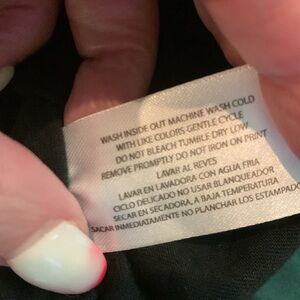 WASH INSIDE OUT MACHINE WASH COLD
WITH LIKE COLORS GENTLE CYCLE
DO NOT BLEACH TUMBLE DRY LOW
REMOVE PROMPTLY DO NOT IRON ON PRINT
LAVAR AL REVES
LAVAR EN LAVADORA CON AGUA FRIA
CICLO DELICADO NO USAR BLANQUEADOR
SECAR EN SECADORA, A BAJA TEMPERATURA
SACAR INMEDIATAMENTE NO PLANCHAR LOS ESTAMPADO